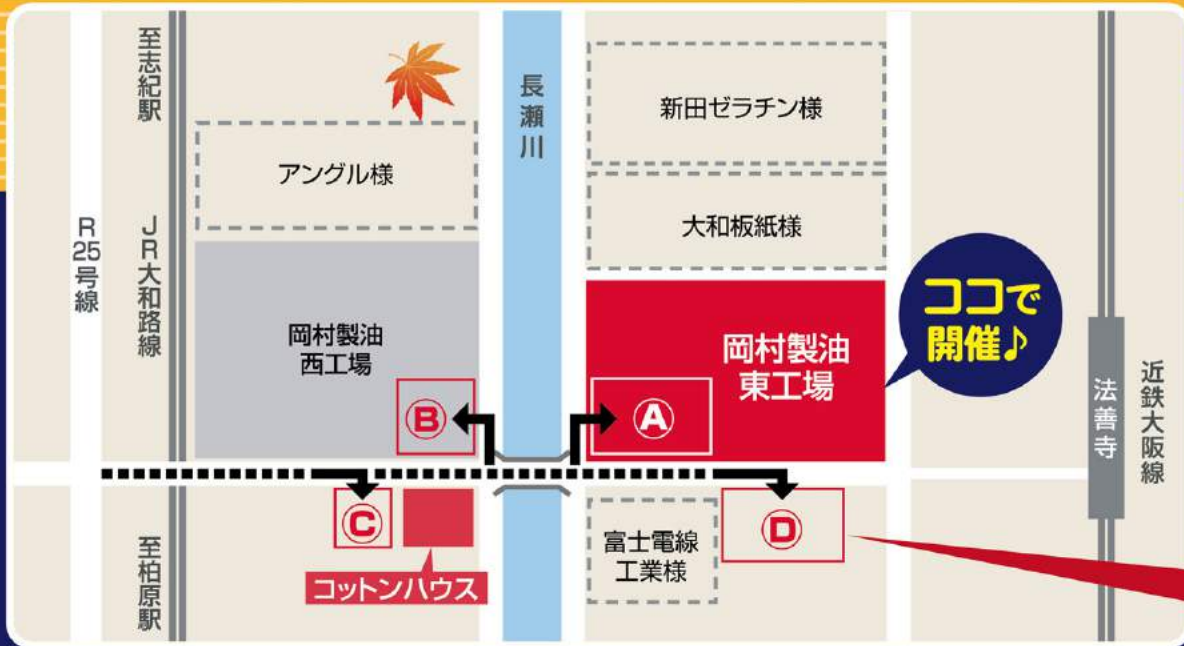 至志紀駅
R25号線
JR大和路線
至柏原駅
アングル様
岡村製油
西工場
B
C
コットンハウス
長瀬川
新田ゼラチン様
大和板紙様
岡村製油
東工場
A
ココで
開催♪
富士電線
工業様
D
法善寺
近鉄大阪線